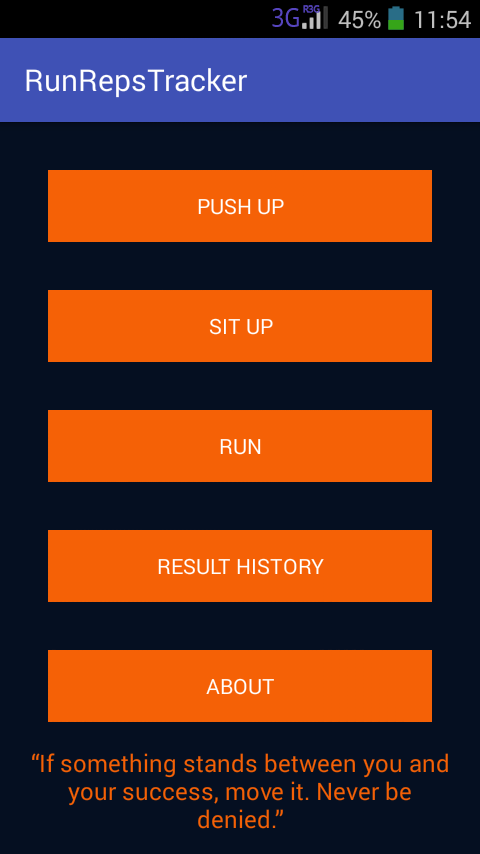 3G R3G 45% 11:54
RunRepsTracker
PUSH UP
SIT UP
RUN
RESULT HISTORY
ABOUT
“If something stands between you and
your success, move it. Never be
denied.”